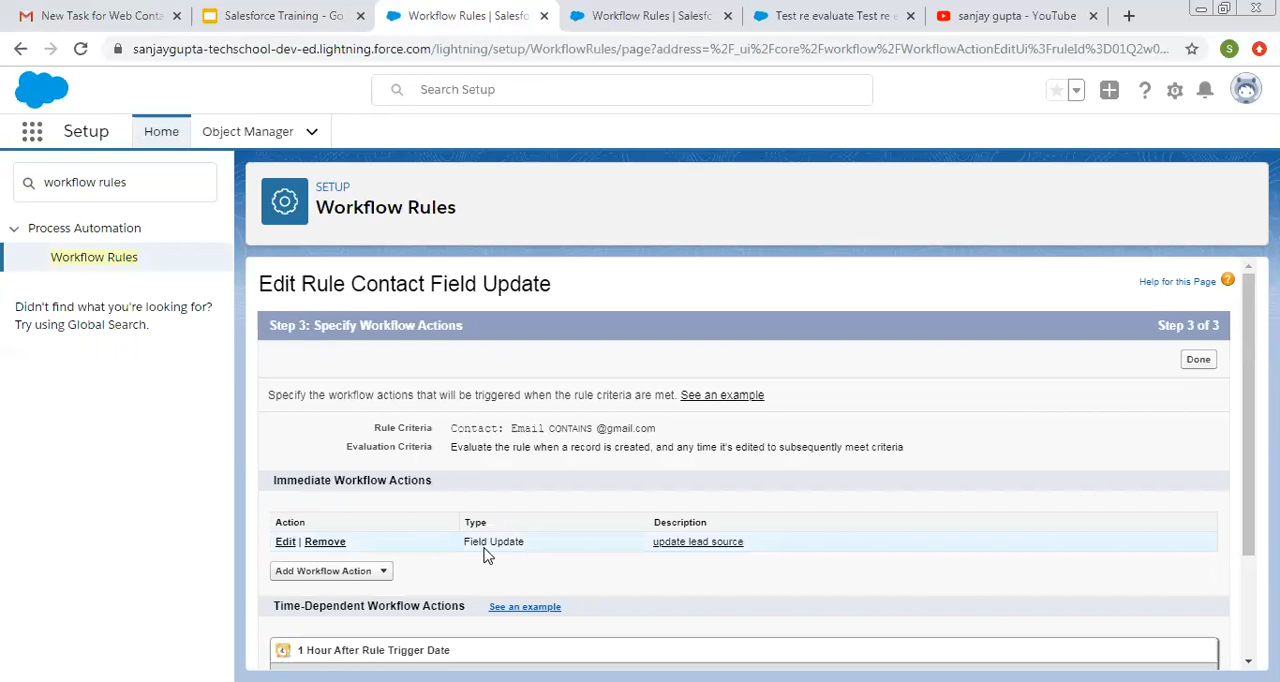 New Task for Web Conta
Salesforce Training - Go
Workflow Rules | Salesfo
Workflow Rules | Salesf
Test re evaluate Test re e
sanjay gupta - YouTube
sanjaygupta-techschool-dev-ed.lightning.force.com/lightning/setup/WorkflowRules/page?address=%2F_ui%2Fcore%2Fworkflow%2FWorkflowActionEditUi%3FruleId%3D01Q2w0...
S
Search Setup
Setup
Home
Object Manager
workflow rules
Process Automation
Workflow Rules
Didn't find what you're looking for?
Try using Global Search.
SETUP
Workflow Rules
Edit Rule Contact Field Update
Help for this Page ?
Step 3: Specify Workflow Actions
Step 3 of 3
Done
Specify the workflow actions that will be triggered when the rule criteria are met. See an example
Rule Criteria Contact: Email CONTAINS @gmail.com
Evaluation Criteria Evaluate the rule when a record is created, and any time it's edited to subsequently meet criteria
Immediate Workflow Actions
Action Type Description
Edit | Remove Field Update update lead source
Add Workflow Action
Time-Dependent Workflow Actions See an example
1 Hour After Rule Trigger Date